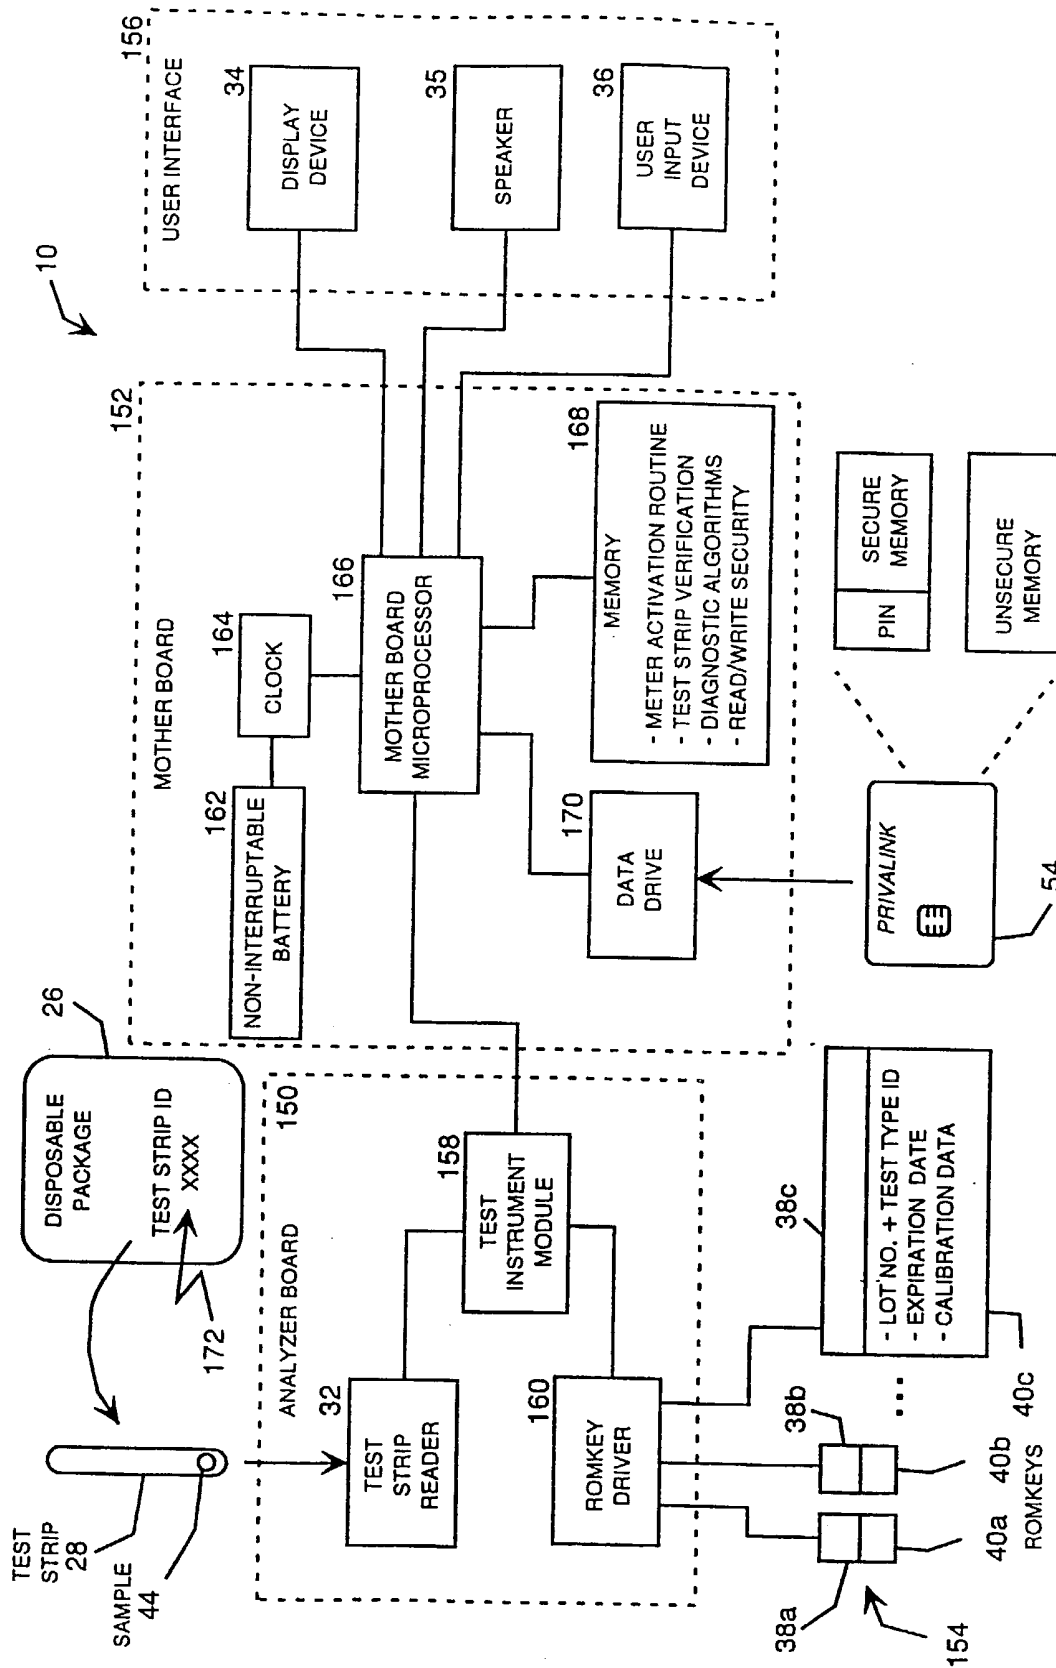 TEST
STRIP
28
SAMPLE
44
172
DISPOSABLE
PACKAGE
TEST STRIP ID
XXXX
26
ANALYZER BOARD
150
TEST
STRIP
READER
32
TEST
INSTRUMENT
MODULE
158
ROMKEY
DRIVER
160
38a
38b
38c
40a
40b
40c
ROMKEYS
154
...
- LOT NO. + TEST TYPE ID
- EXPIRATION DATE
- CALIBRATION DATA
MOTHER BOARD
152
NON-INTERRUPTABLE
BATTERY
162
CLOCK
164
MOTHER BOARD
MICROPROCESSOR
166
DATA
DRIVE
170
MEMORY
168
- METER ACTIVATION ROUTINE
- TEST STRIP VERIFICATION
- DIAGNOSTIC ALGORITHMS
- READ/WRITE SECURITY
PRIVALINK
54
PIN
SECURE
MEMORY
UNSECURE
MEMORY
10
USER INTERFACE
156
DISPLAY
DEVICE
34
SPEAKER
35
USER
INPUT
DEVICE
36